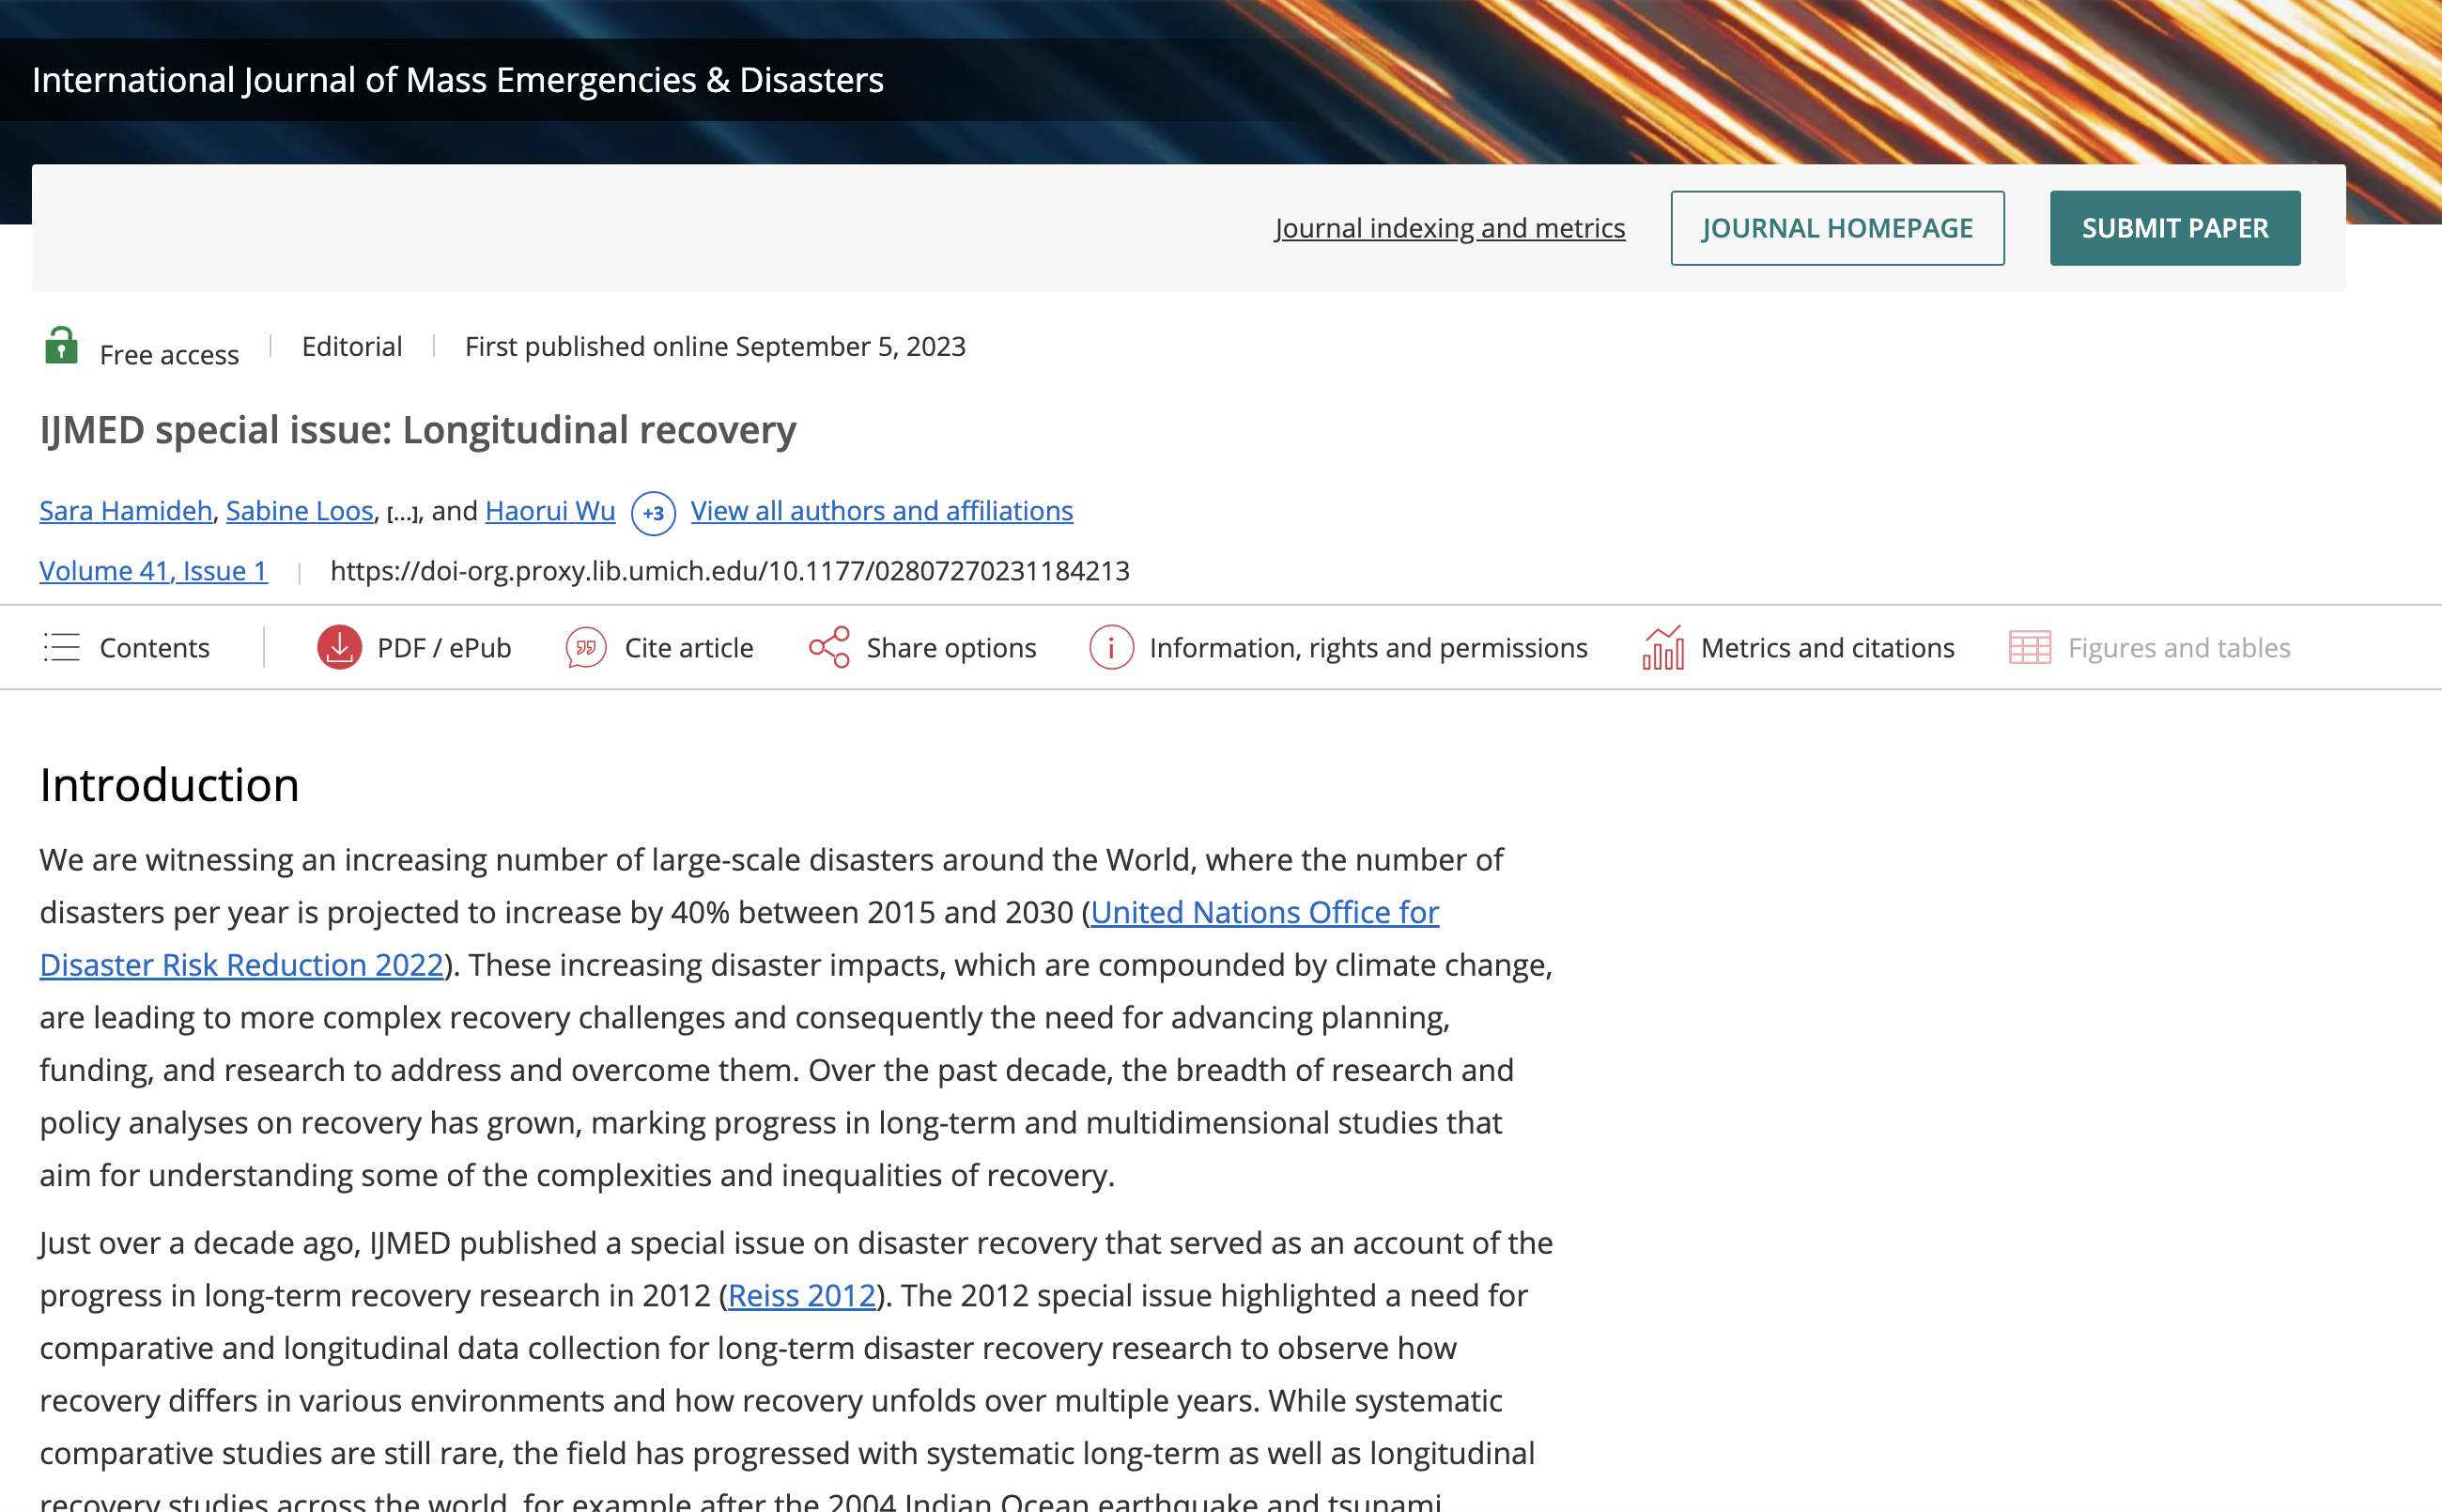 International Journal of Mass Emergencies & Disasters
Journal indexing and metrics
JOURNAL HOMEPAGE
SUBMIT PAPER
Free access
Editorial
First published online September 5, 2023
IJMED special issue: Longitudinal recovery
Sara Hamideh, Sabine Loos, [...], and Haorui Wu +3 View all authors and affiliations
Volume 41, Issue 1
https://doi-org.proxy.lib.umich.edu/10.1177/02807270231184213
Contents
PDF / ePub
Cite article
Share options
Information, rights and permissions
Metrics and citations
Figures and tables
Introduction
We are witnessing an increasing number of large-scale disasters around the World, where the number of
disasters per year is projected to increase by 40% between 2015 and 2030 (United Nations Office for
Disaster Risk Reduction 2022). These increasing disaster impacts, which are compounded by climate change,
are leading to more complex recovery challenges and consequently the need for advancing planning,
funding, and research to address and overcome them. Over the past decade, the breadth of research and
policy analyses on recovery has grown, marking progress in long-term and multidimensional studies that
aim for understanding some of the complexities and inequalities of recovery.
Just over a decade ago, IJMED published a special issue on disaster recovery that served as an account of the
progress in long-term recovery research in 2012 (Reiss 2012). The 2012 special issue highlighted a need for
comparative and longitudinal data collection for long-term disaster recovery research to observe how
recovery differs in various environments and how recovery unfolds over multiple years. While systematic
comparative studies are still rare, the field has progressed with systematic long-term as well as longitudinal
recovery studies across the world, for example after the 2004 Indian Ocean earthquake and tsunami